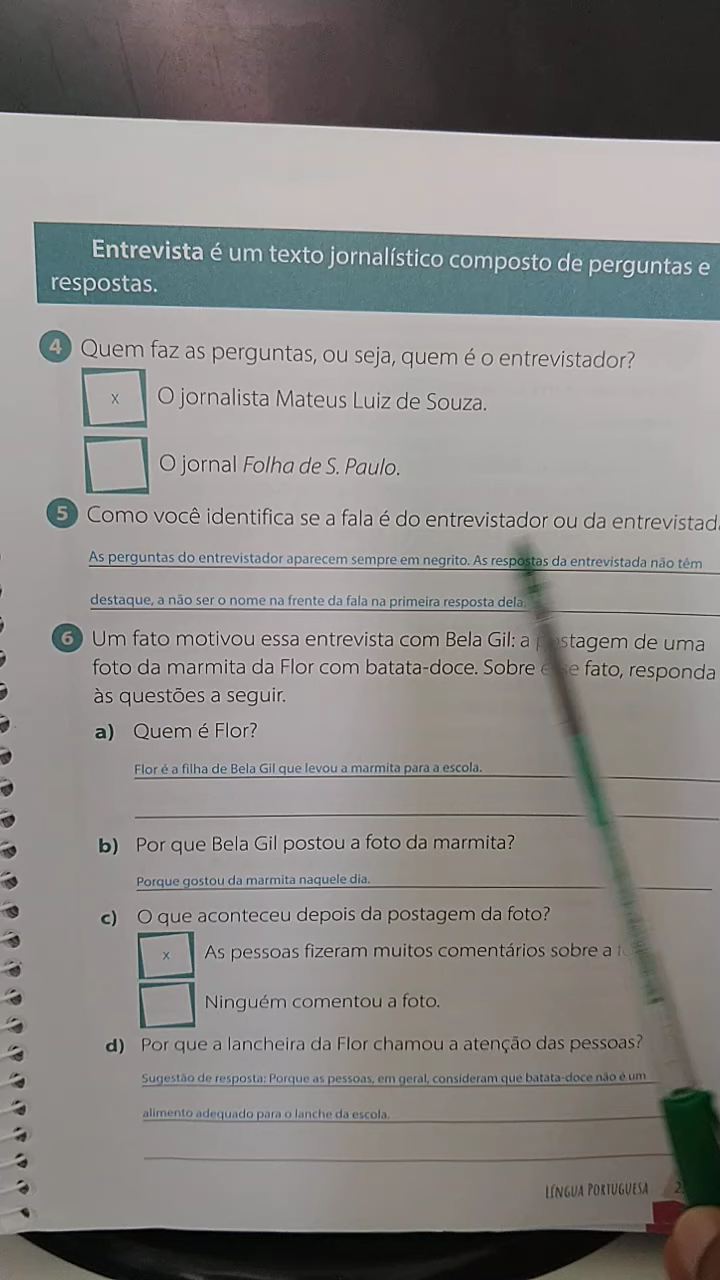 Entrevista é um texto jornalístico composto de perguntas e
respostas.
4 Quem faz as perguntas, ou seja, quem é o entrevistador?
x O jornalista Mateus Luiz de Souza.
O jornal Folha de S. Paulo.
5 Como você identifica se a fala é do entrevistador ou da
As perguntas do entrevistador aparecem sempre em negrito. As respostas da entrevistada não têm
destaque, a não ser o nome na frente da fala na primeira resposta dela.
6 Um fato motivou essa entrevista com Bela Gil: a postagem de uma
foto da marmita da Flor com batata-doce. Sobre esse fato, responda
às questões a seguir.
a) Quem é Flor?
Flor é a filha de Bela Gil que levou a marmita para a escola.
b) Por que Bela Gil postou a foto da marmita?
Porque gostou da marmita naquele dia.
c) O que aconteceu depois da postagem da foto?
x As pessoas fizeram muitos comentários sobre a
Ninguém comentou a foto.
d) Por que a lancheira da Flor chamou a atenção das pessoas?
Sugestão de resposta: Porque as pessoas, em geral, consideram que batata-doce não é um
alimento adequado para o lanche da escola.
LÍNGUA PORTUGUESA